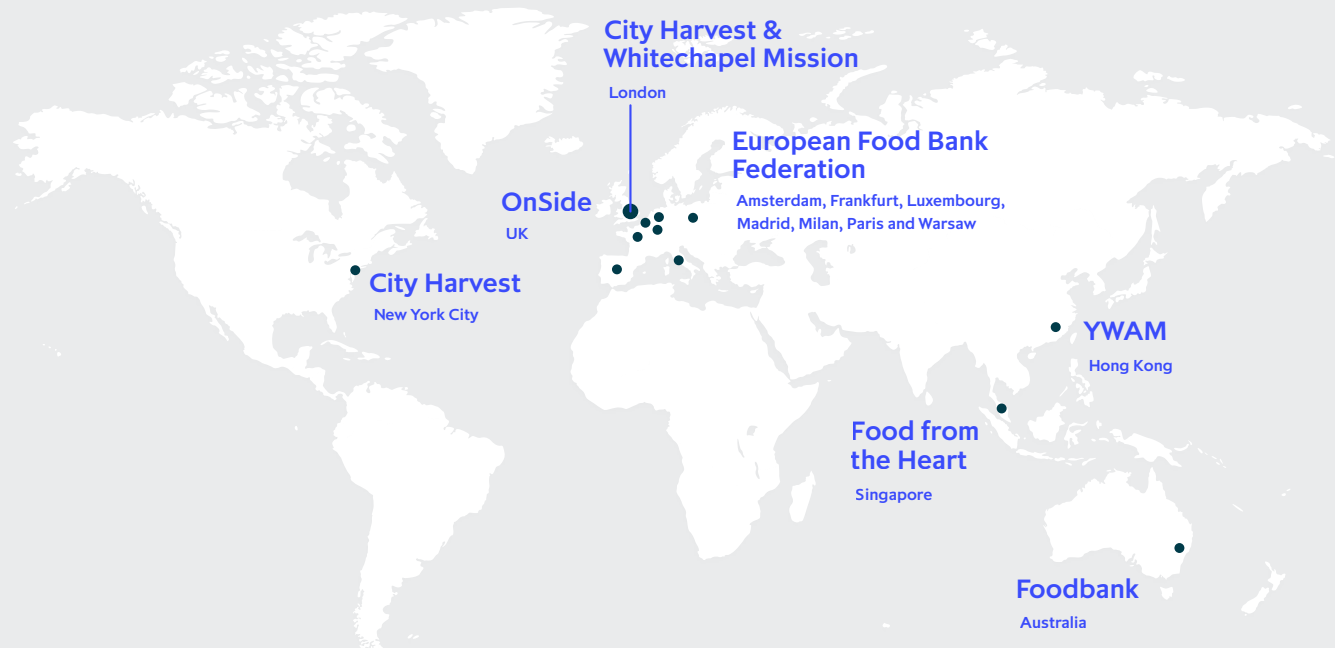 City Harvest &
Whitechapel Mission
London
European Food Bank
Federation
Amsterdam, Frankfurt, Luxembourg,
Madrid, Milan, Paris and Warsaw
OnSide
UK
City Harvest
New York City
YWAM
Hong Kong
Food from
the Heart
Singapore
Foodbank
Australia